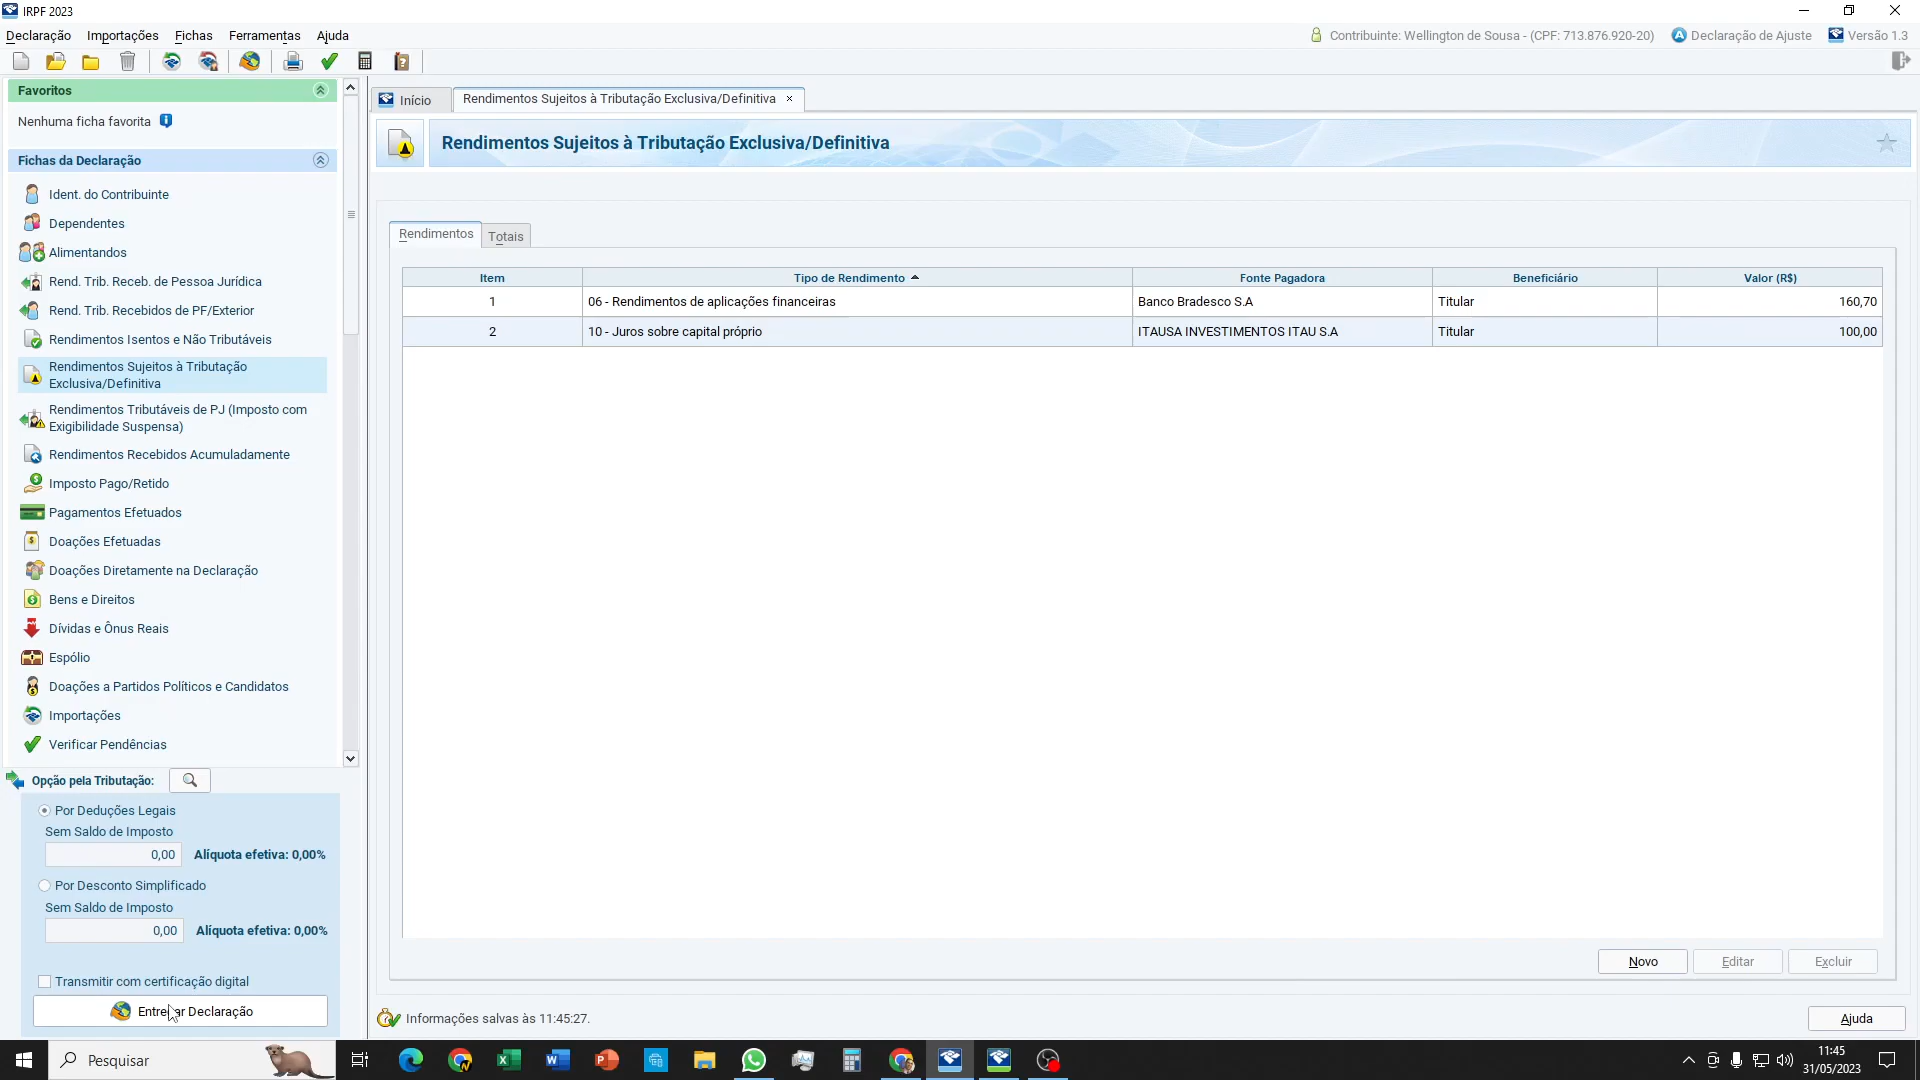 IRPF 2023
Declaração Importações Fichas Ferramentas Ajuda
Contribuinte: Wellington de Sousa - (CPF: 713.876.920-20) Declaração de Ajuste Versão 1.3
Favoritos
Nenhuma ficha favorita
Fichas da Declaração
Ident. do Contribuinte
Dependentes
Alimentandos
Rend. Trib. Receb. de Pessoa Jurídica
Rend. Trib. Recebidos de PF/Exterior
Rendimentos Isentos e Não Tributáveis
Rendimentos Sujeitos à Tributação
Exclusiva/Definitiva
Rendimentos Tributáveis de PJ (Imposto com
Exigibilidade Suspensa)
Rendimentos Recebidos Acumuladamente
Imposto Pago/Retido
Pagamentos Efetuados
Doações Efetuadas
Doações Diretamente na Declaração
Bens e Direitos
Dívidas e Ônus Reais
Espólio
Doações a Partidos Políticos e Candidatos
Importações
Verificar Pendências
Opção pela Tributação:
Por Deduções Legais
Sem Saldo de Imposto
0,00 Alíquota efetiva: 0,00%
Por Desconto Simplificado
Sem Saldo de Imposto
0,00 Alíquota efetiva: 0,00%
Transmitir com certificação digital
Entregar Declaração
Início Rendimentos Sujeitos à Tributação Exclusiva/Definitiva ×
Rendimentos Sujeitos à Tributação Exclusiva/Definitiva
Rendimentos Totais
Item Tipo de Rendimento Fonte Pagadora Beneficiário Valor (R$)
1 06 - Rendimentos de aplicações financeiras Banco Bradesco S.A Titular 160,70
2 10 - Juros sobre capital próprio ITAUSA INVESTIMENTOS ITAU S.A Titular 100,00
Novo Editar Excluir
Informações salvas às 11:45:27. Ajuda
Pesquisar
11:45
31/05/2023